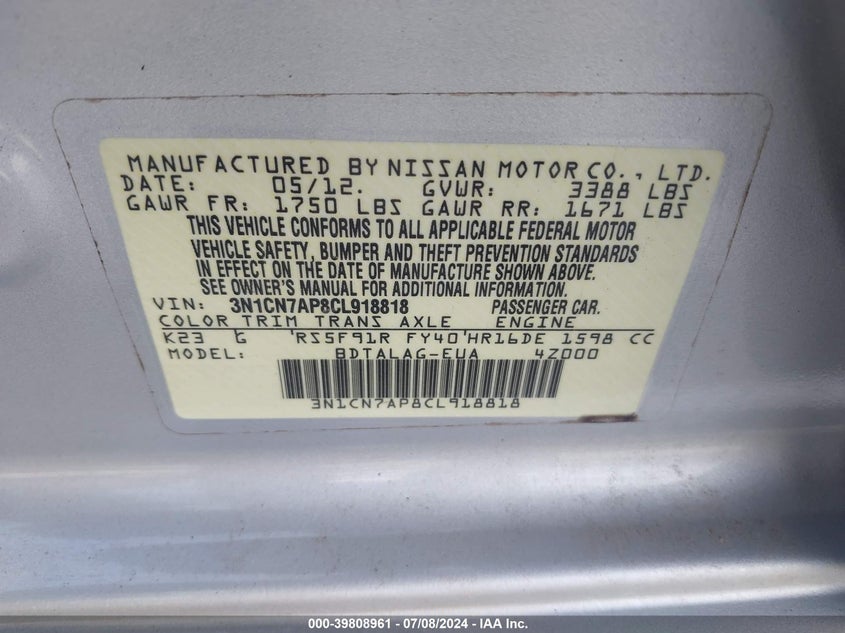 MANUFACTURED BY NISSAN MOTOR CO., LTD.
DATE: 05/12. GVWR: 3388 LBS
GAWR FR: 1750 LBS GAWR RR: 1671 LBS
THIS VEHICLE CONFORMS TO ALL APPLICABLE FEDERAL MOTOR
VEHICLE SAFETY, BUMPER AND THEFT PREVENTION STANDARDS
IN EFFECT ON THE DATE OF MANUFACTURE SHOWN ABOVE.
SEE OWNER'S MANUAL FOR ADDITIONAL INFORMATION.
VIN: 3N1CN7AP8CL918818 PASSENGER CAR.
COLOR TRIM TRANS AXLE ENGINE
K23 G 'RS5F91R FY40'HR16DE 1598 CC
MODEL: BDTALAG-EUA 4Z000
3N1CN7AP8CL918818
000-39808961 - 07/08/2024 - IAA Inc.